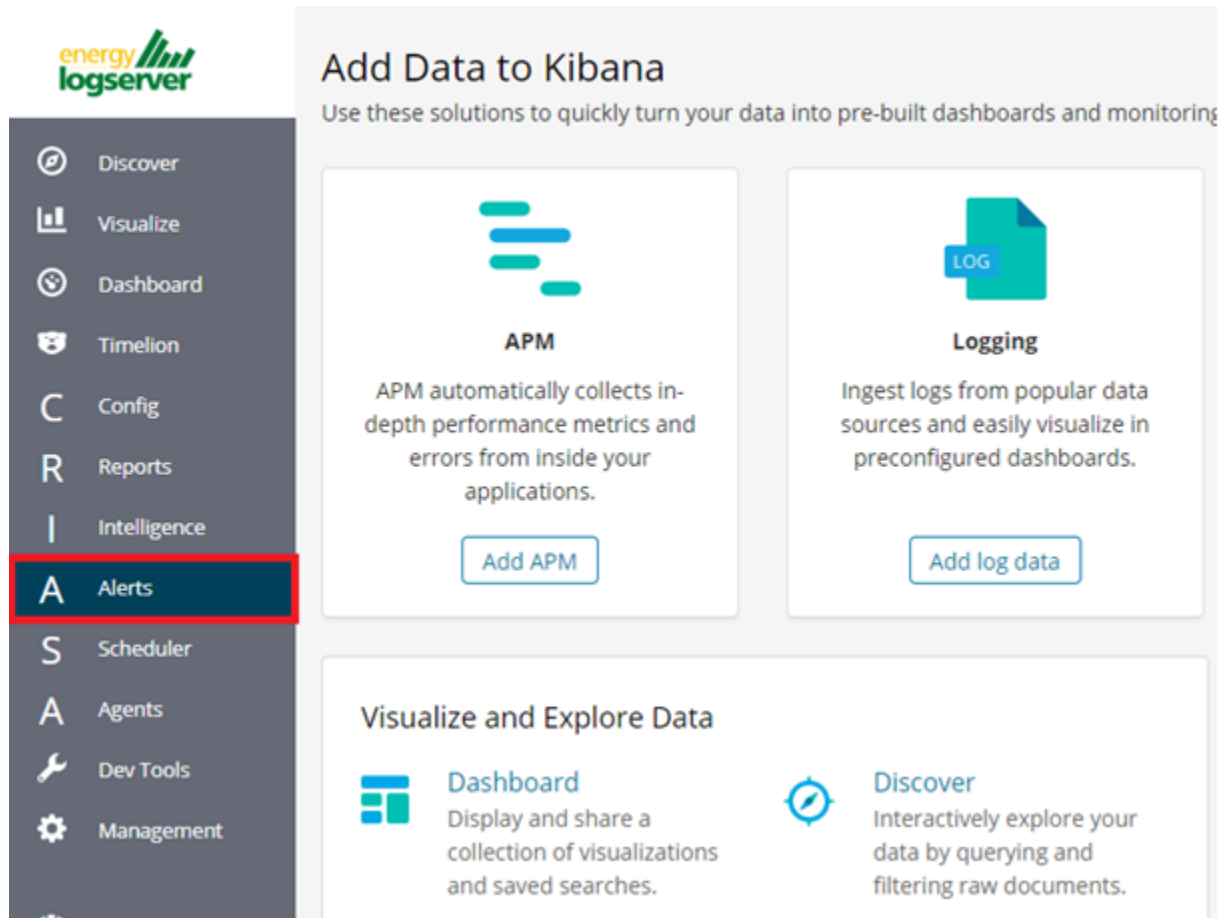 energy
logserver
Discover
Visualize
Dashboard
Timelion
C Config
R Reports
I Intelligence
A Alerts
S Scheduler
A Agents
Dev Tools
Management
Add Data to Kibana
Use these solutions to quickly turn your data into pre-built dashboards and monitoring
APM
APM automatically collects in-
depth performance metrics and
errors from inside your
applications.
Add APM
LOG
Logging
Ingest logs from popular data
sources and easily visualize in
preconfigured dashboards.
Add log data
Visualize and Explore Data
Dashboard
Display and share a
collection of visualizations
and saved searches.
Discover
Interactively explore your
data by querying and
filtering raw documents.